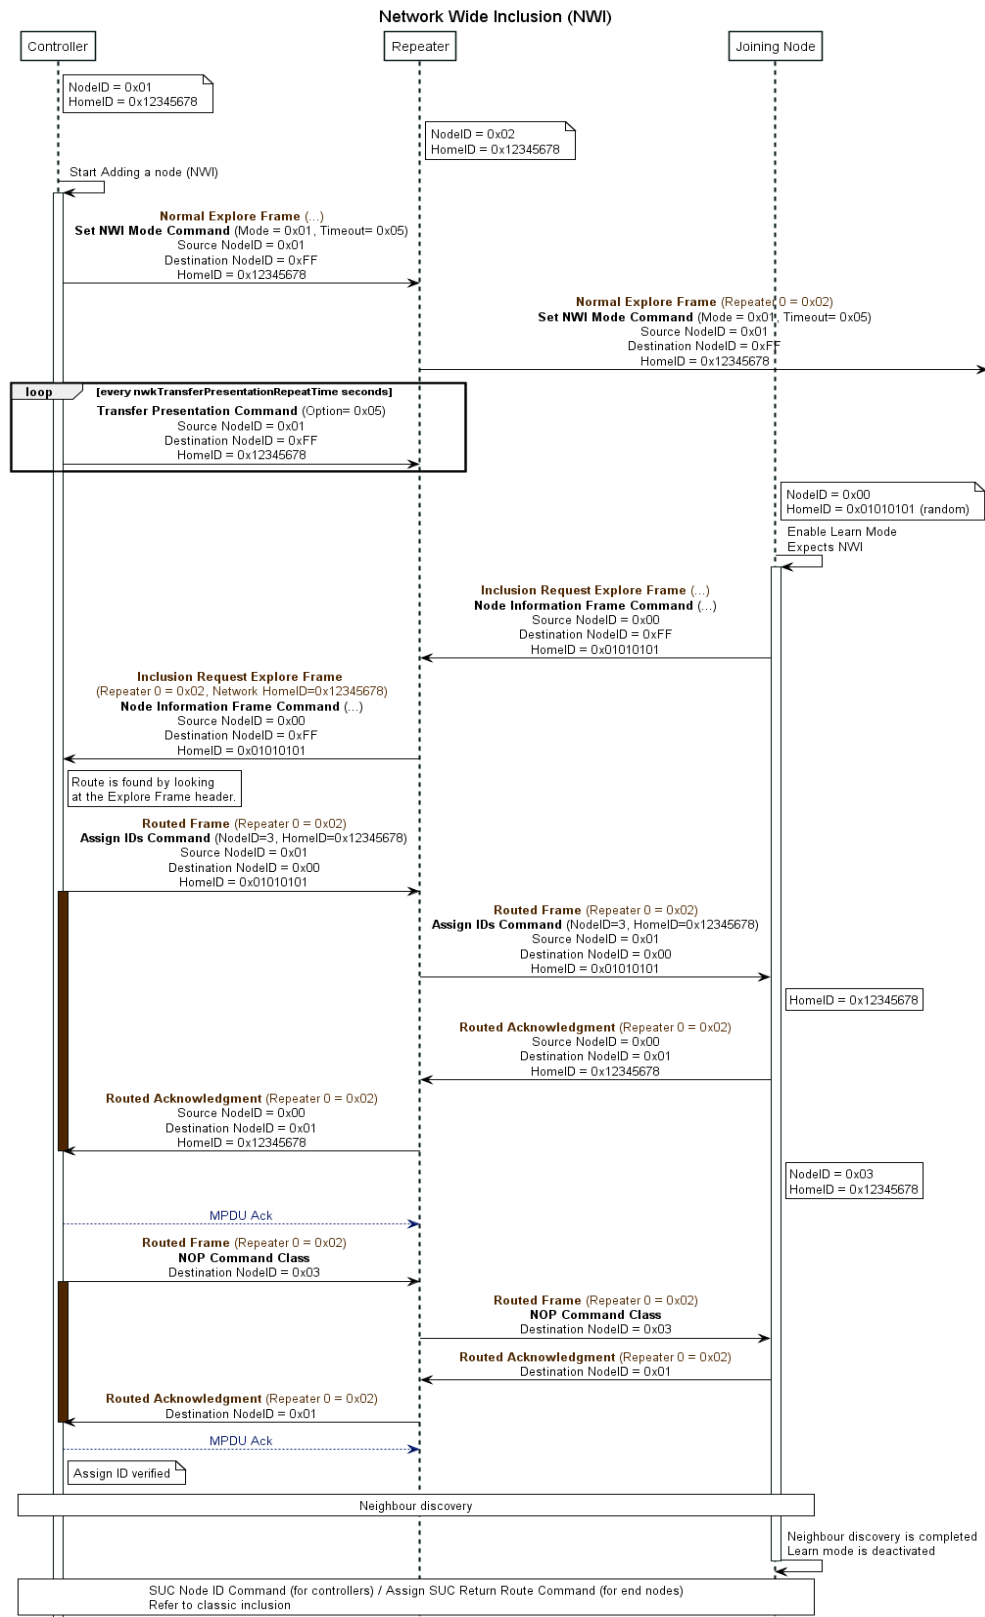 Network Wide Inclusion (NWI)
Controller
Repeater
Joining Node
NodeID = 0x01
HomeID = 0x12345678
NodeID = 0x02
HomeID = 0x12345678
Start Adding a node (NWI)
Normal Explore Frame (...)
Set NWI Mode Command (Mode = 0x01, Timeout= 0x05)
Source NodeID = 0x01
Destination NodeID = 0xFF
HomeID = 0x12345678
Normal Explore Frame (Repeater 0 = 0x02)
Set NWI Mode Command (Mode = 0x01, Timeout= 0x05)
Source NodeID = 0x01
Destination NodeID = 0xFF
HomeID = 0x12345678
loop
[every nwkTransferPresentationRepeatTime seconds]
Transfer Presentation Command (Option= 0x05)
Source NodeID = 0x01
Destination NodeID = 0xFF
HomeID = 0x12345678
NodeID = 0x00
HomeID = 0x01010101 (random)
Enable Learn Mode
Expects NWI
Inclusion Request Explore Frame (...)
Node Information Frame Command (...)
Source NodeID = 0x00
Destination NodeID = 0xFF
HomeID = 0x01010101
Inclusion Request Explore Frame
(Repeater 0 = 0x02, Network HomeID=0x12345678)
Node Information Frame Command (...)
Source NodeID = 0x00
Destination NodeID = 0xFF
HomeID = 0x01010101
Route is found by looking
at the Explore Frame header.
Routed Frame (Repeater 0 = 0x02)
Assign IDs Command (NodeID=3, HomeID=0x12345678)
Source NodeID = 0x01
Destination NodeID = 0x00
HomeID = 0x01010101
Routed Frame (Repeater 0 = 0x02)
Assign IDs Command (NodeID=3, HomeID=0x12345678)
Source NodeID = 0x01
Destination NodeID = 0x00
HomeID = 0x01010101
HomeID = 0x12345678
Routed Acknowledgment (Repeater 0 = 0x02)
Source NodeID = 0x00
Destination NodeID = 0x01
HomeID = 0x12345678
Routed Acknowledgment (Repeater 0 = 0x02)
Source NodeID = 0x00
Destination NodeID = 0x01
HomeID = 0x12345678
NodeID = 0x03
HomeID = 0x12345678
MPDU Ack
Routed Frame (Repeater 0 = 0x02)
NOP Command Class
Destination NodeID = 0x03
Routed Frame (Repeater 0 = 0x02)
NOP Command Class
Destination NodeID = 0x03
Routed Acknowledgment (Repeater 0 = 0x02)
Destination NodeID = 0x01
Routed Acknowledgment (Repeater 0 = 0x02)
Destination NodeID = 0x01
MPDU Ack
Assign ID verified
Neighbour discovery
Neighbour discovery is completed
Learn mode is deactivated
SUC Node ID Command (for controllers) / Assign SUC Return Route Command (for end nodes)
Refer to classic inclusion